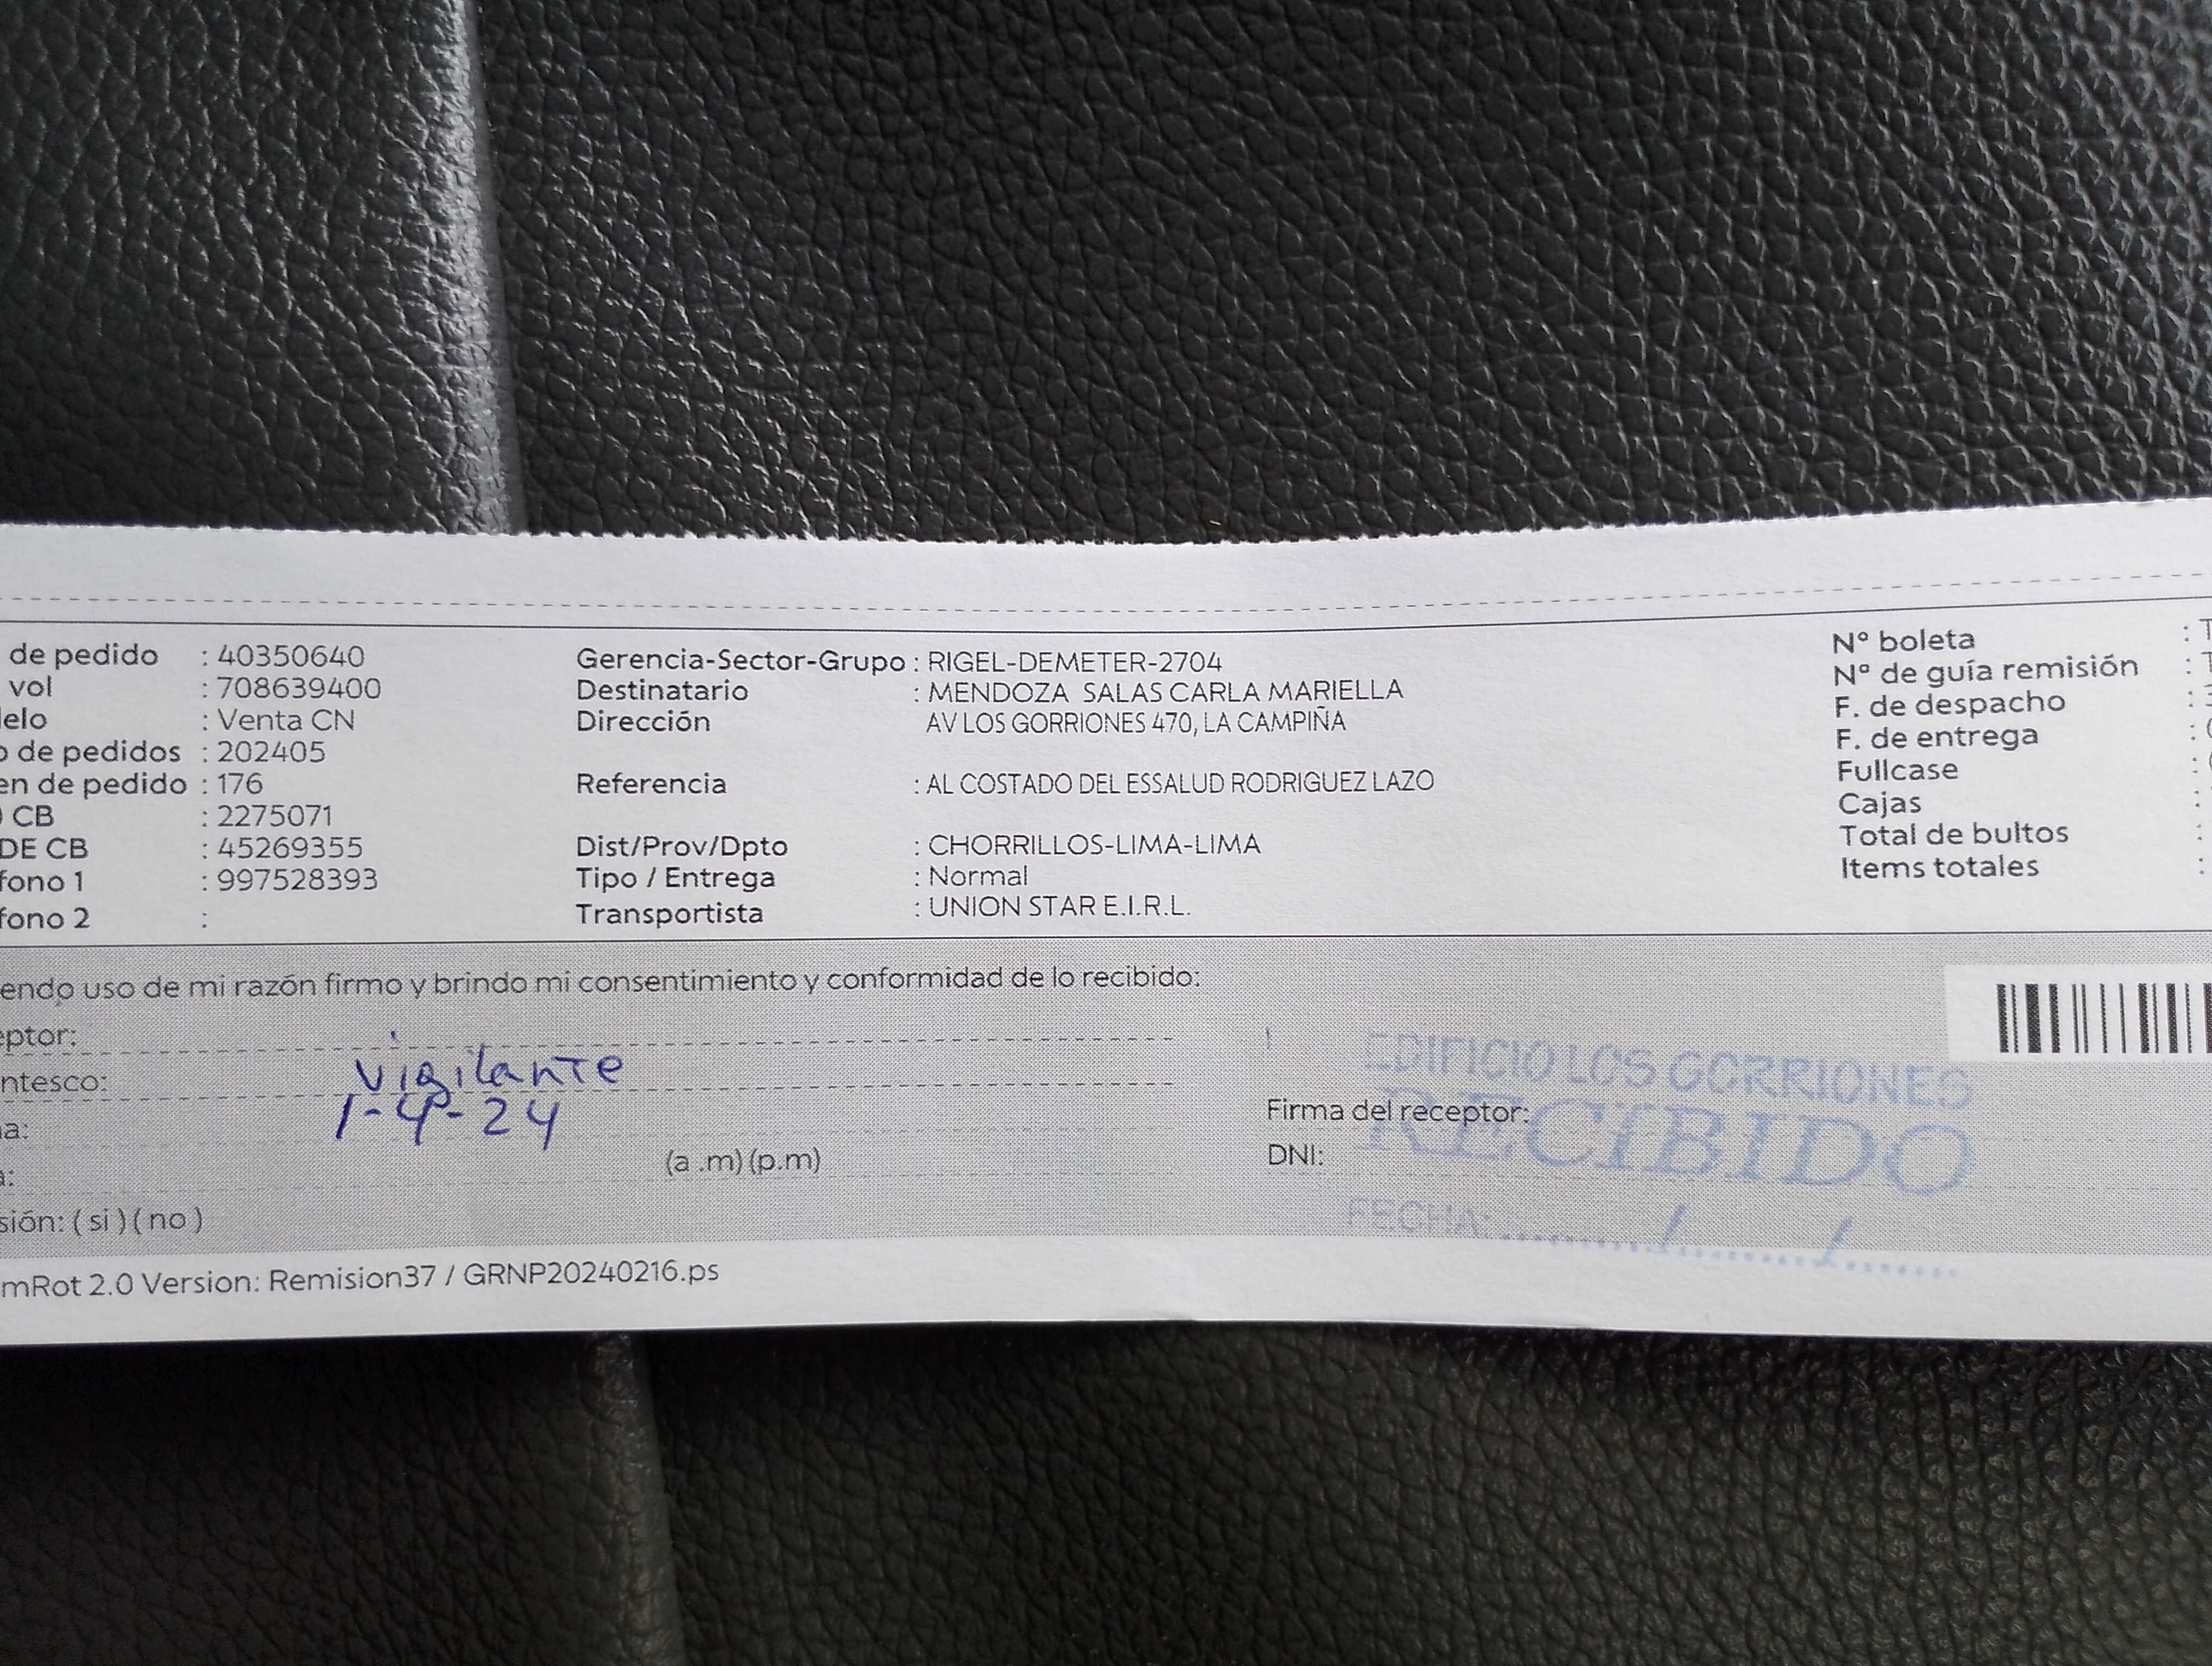 de pedido : 40350640 Gerencia-Sector-Grupo : RIGEL-DEMETER-2704 Nº boleta : T
vol : 708639400 Destinatario : MENDOZA SALAS CARLA MARIELLA Nº de guía remisión : T
elo : Venta CN Dirección AV LOS GORRIONES 470, LA CAMPIÑA F. de despacho :
o de pedidos : 202405 F. de entrega :
en de pedido : 176 Referencia : AL COSTADO DEL ESSALUD RODRIGUEZ LAZO Fullcase :
CB : 2275071 Cajas :
DE CB : 45269355 Dist/Prov/Dpto : CHORRILLOS-LIMA-LIMA Total de bultos :
fono 1 : 997528393 Tipo / Entrega : Normal Items totales :
fono 2 : Transportista : UNION STAR E.I.R.L.
endo uso de mi razón firmo y brindo mi consentimiento y conformidad de lo recibido:
eptor:
ntesco: vigilante
a: 1-4-24
a: (a .m) (p.m)
sión: ( si ) ( no )
EDIFICIO LOS GORRIONES
Firma del receptor:
RECIBIDO
DNI:
FECHA: ......../......../........
mRot 2.0 Version: Remision37 / GRNP20240216.ps